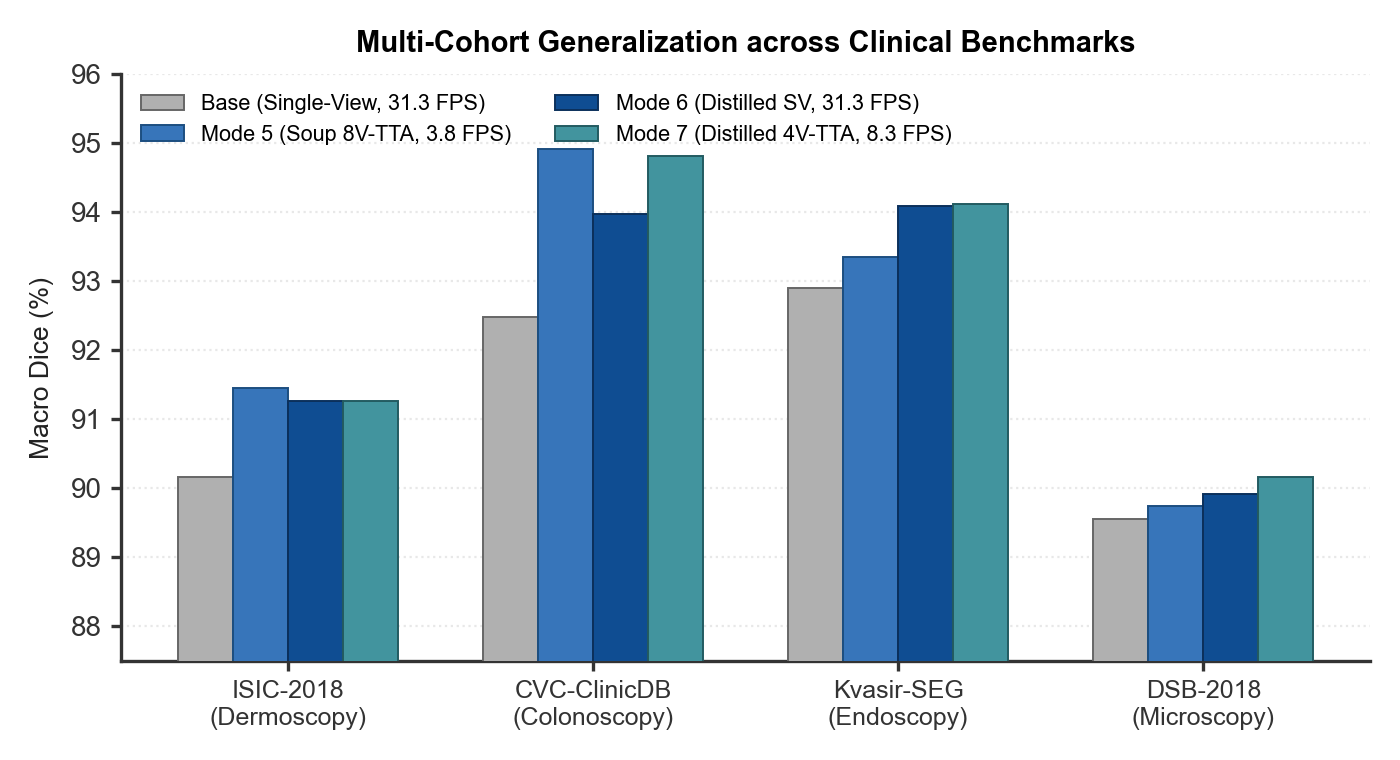 Multi-Cohort Generalization across Clinical Benchmarks
Base (Single-View, 31.3 FPS)
Mode 5 (Soup 8V-TTA, 3.8 FPS)
Mode 6 (Distilled SV, 31.3 FPS)
Mode 7 (Distilled 4V-TTA, 8.3 FPS)
Macro Dice (%)
96
95
94
93
92
91
90
89
88
ISIC-2018
(Dermoscopy)
CVC-ClinicDB
(Colonoscopy)
Kvasir-SEG
(Endoscopy)
DSB-2018
(Microscopy)